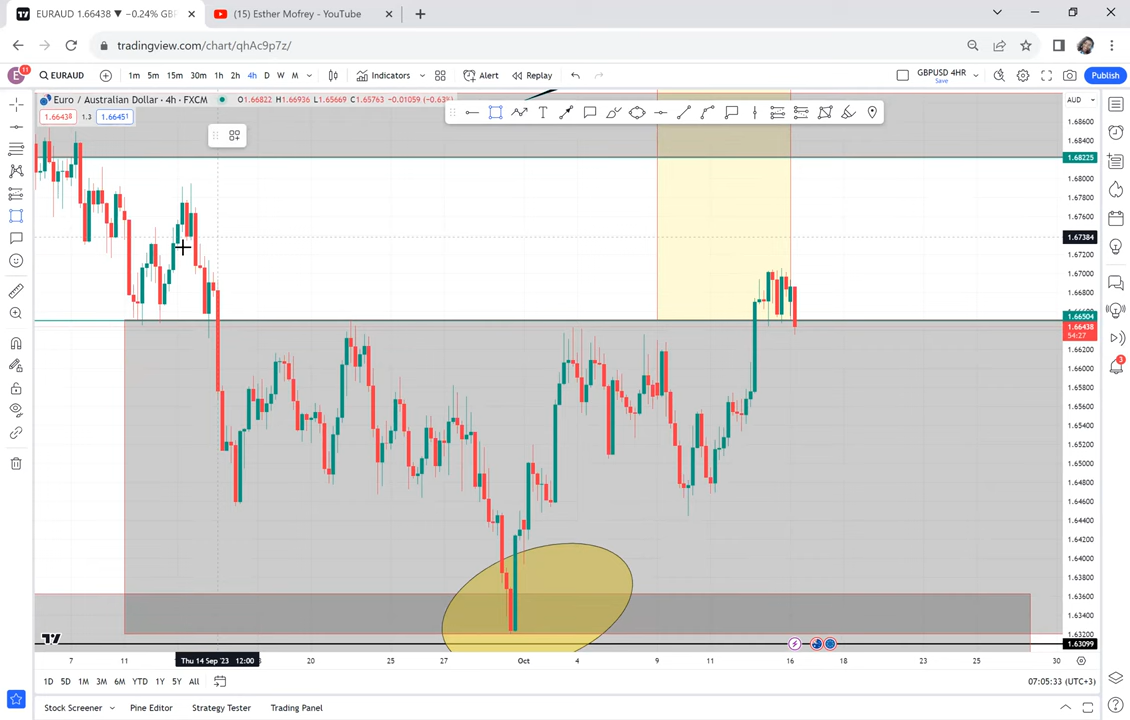 EURAUD 1.66438 ▼ −0.24% GBP
(15) Esther Mofrey - YouTube
tradingview.com/chart/qhAc9p7z/
E
11
EURAUD
1m 5m 15m 30m 1h 2h 4h D W M
Indicators
Alert
Replay
GBPUSD 4HR
Save
Publish
Euro / Australian Dollar · 4h · FXCM
O1.66822 H1.66936 L1.65669 C1.65763 −0.01059 (−0.63%)
1.66438
1.3
1.66451
AUD
1.68600
1.68225
1.68000
1.67600
1.67384
1.67200
1.67000
1.66800
1.66504
1.66438
54:27
1.66200
1.66000
1.65800
1.65600
1.65400
1.65200
1.65000
1.64800
1.64600
1.64400
1.64200
1.64000
1.63800
1.63600
1.63400
1.63200
1.63099
3
7
11
Thu 14 Sep '23 12:00
20
25
27
Oct
4
9
11
16
18
23
25
30
1D 5D 1M 3M 6M YTD 1Y 5Y All
07:05:33 (UTC+3)
Stock Screener
Pine Editor
Strategy Tester
Trading Panel